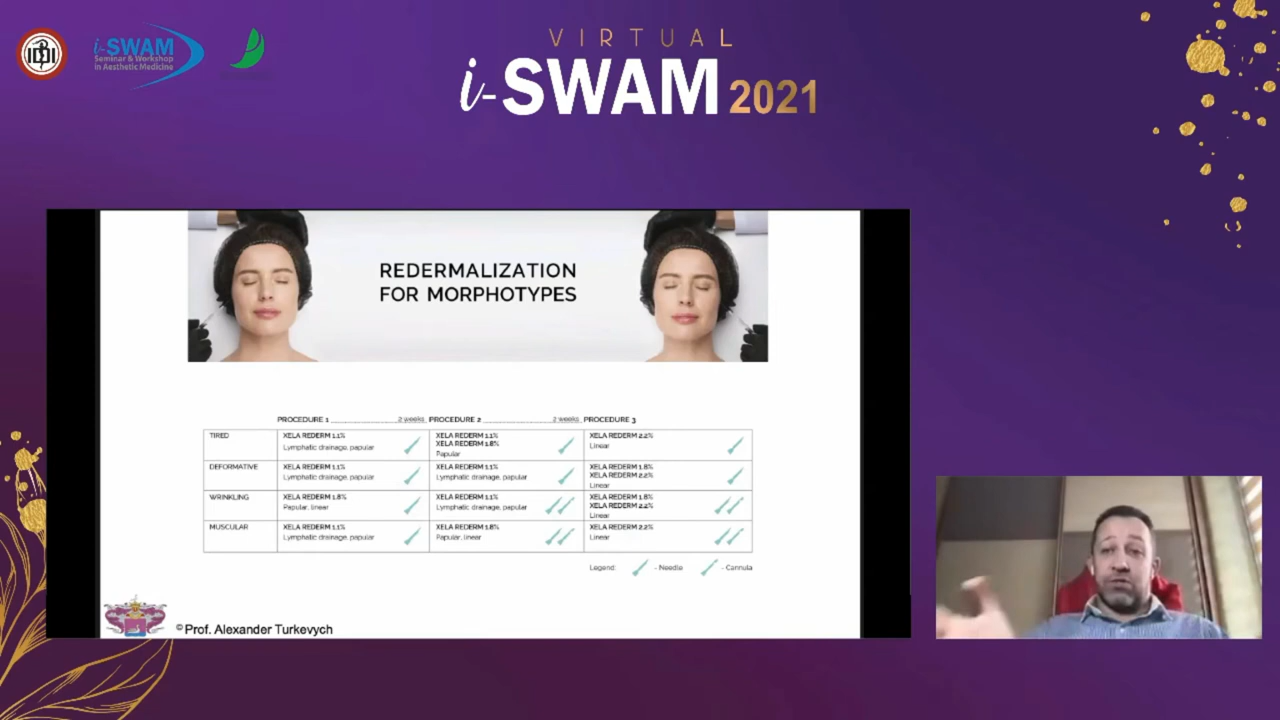 i-SWAM
Seminar & Workshop
in Aesthetic Medicine
VIRTUAL
i-SWAM 2021
REDERMALIZATION
FOR MORPHOTYPES
PROCEDURE 1 2 weeks PROCEDURE 2 2 weeks PROCEDURE 3
TIRED
XELA REDERM 1.1%
Lymphatic drainage, papular
XELA REDERM 1.1%
XELA REDERM 1.8%
Papular
XELA REDERM 2.2%
Linear
DEFORMATIVE
XELA REDERM 1.1%
Lymphatic drainage, papular
XELA REDERM 1.1%
Lymphatic drainage, papular
XELA REDERM 1.8%
XELA REDERM 2.2%
Linear
WRINKLING
XELA REDERM 1.8%
Papular, linear
XELA REDERM 1.1%
Lymphatic drainage, papular
XELA REDERM 1.8%
XELA REDERM 2.2%
Linear
MUSCULAR
XELA REDERM 1.1%
Lymphatic drainage, papular
XELA REDERM 1.8%
Papular, linear
XELA REDERM 2.2%
Linear
Legend: - Needle - Cannula
©Prof. Alexander Turkevych